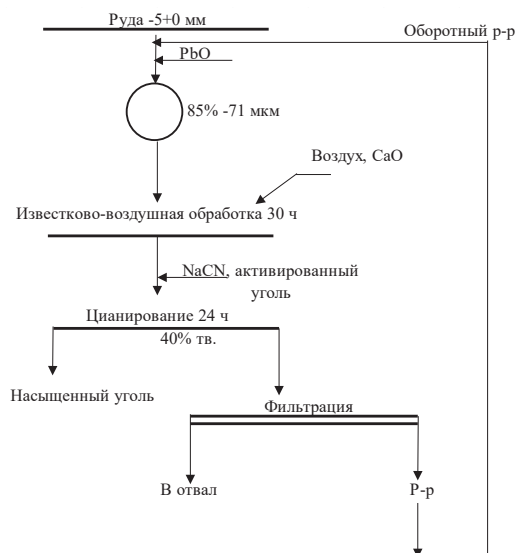 Руда -5+0 мм
Оборотный р-р
PbO
85% -71 мкм
Воздух, CaO
Известково-воздушная обработка 30 ч
NaCN, активированный
уголь
Цианирование 24 ч
40% тв.
Насыщенный уголь
Фильтрация
В отвал
Р-р